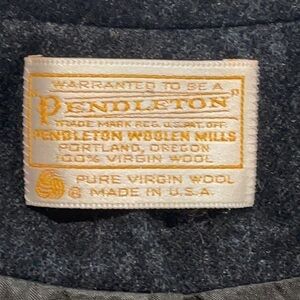 WARRANTED TO BE A
"PENDLETON"
TRADE MARK REG. U.S. PAT. OFF.
PENDLETON WOOLEN MILLS
PORTLAND, OREGON
100% VIRGIN WOOL
PURE VIRGIN WOOL
® MADE IN U.S.A.